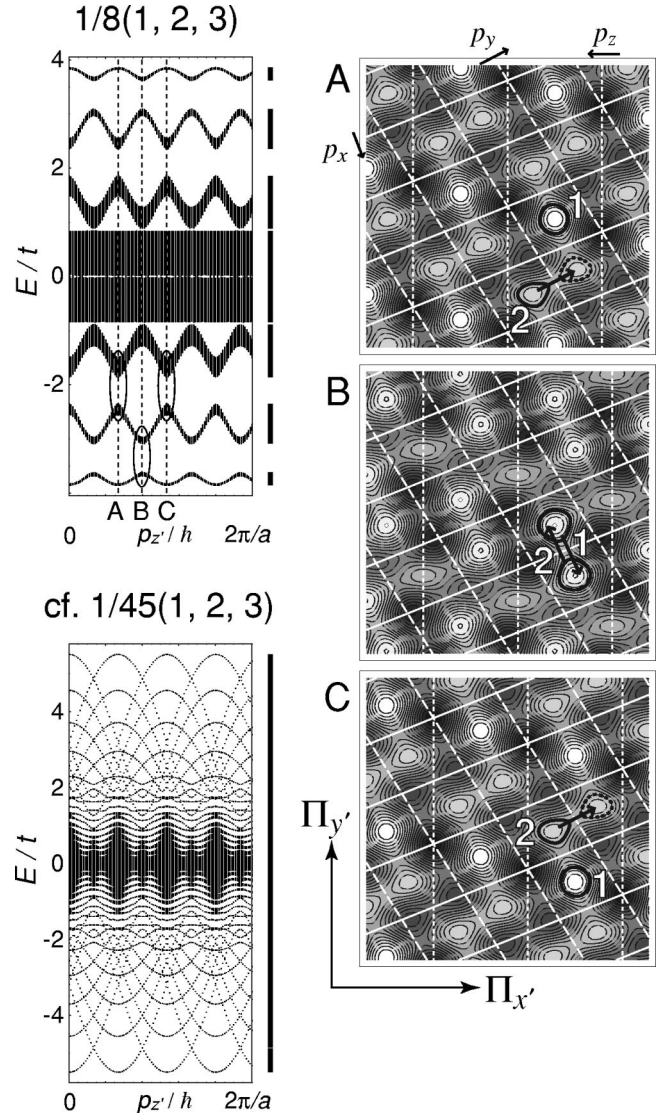 1/8(1, 2, 3)
4
2
0
-2
E / t
A B C
0 p_z' / h 2π/a
cf. 1/45(1, 2, 3)
4
2
0
-2
-4
E / t
0 p_z' / h 2π/a
p_y p_z
A
p_x
1
2
B
1
2
C
2
1
Π_y'
Π_x'